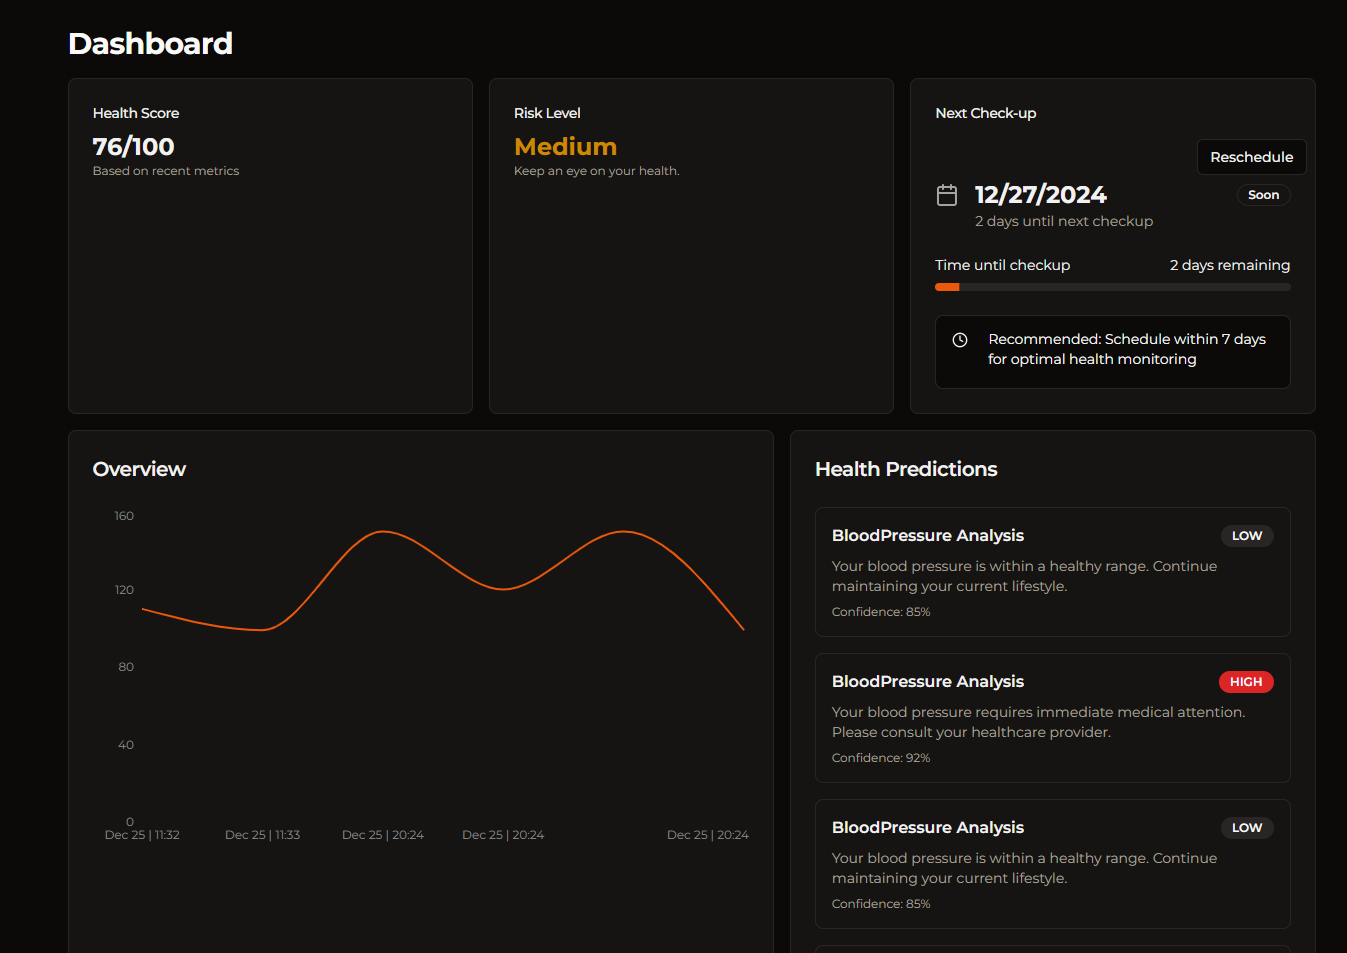 Dashboard
Health Score
76/100
Based on recent metrics
Risk Level
Medium
Keep an eye on your health.
Next Check-up
Reschedule
12/27/2024
Soon
2 days until next checkup
Time until checkup
2 days remaining
Recommended: Schedule within 7 days
for optimal health monitoring
Overview
160
120
80
40
0
Dec 25 | 11:32
Dec 25 | 11:33
Dec 25 | 20:24
Dec 25 | 20:24
Dec 25 | 20:24
Health Predictions
BloodPressure Analysis
LOW
Your blood pressure is within a healthy range. Continue
maintaining your current lifestyle.
Confidence: 85%
BloodPressure Analysis
HIGH
Your blood pressure requires immediate medical attention.
Please consult your healthcare provider.
Confidence: 92%
BloodPressure Analysis
LOW
Your blood pressure is within a healthy range. Continue
maintaining your current lifestyle.
Confidence: 85%